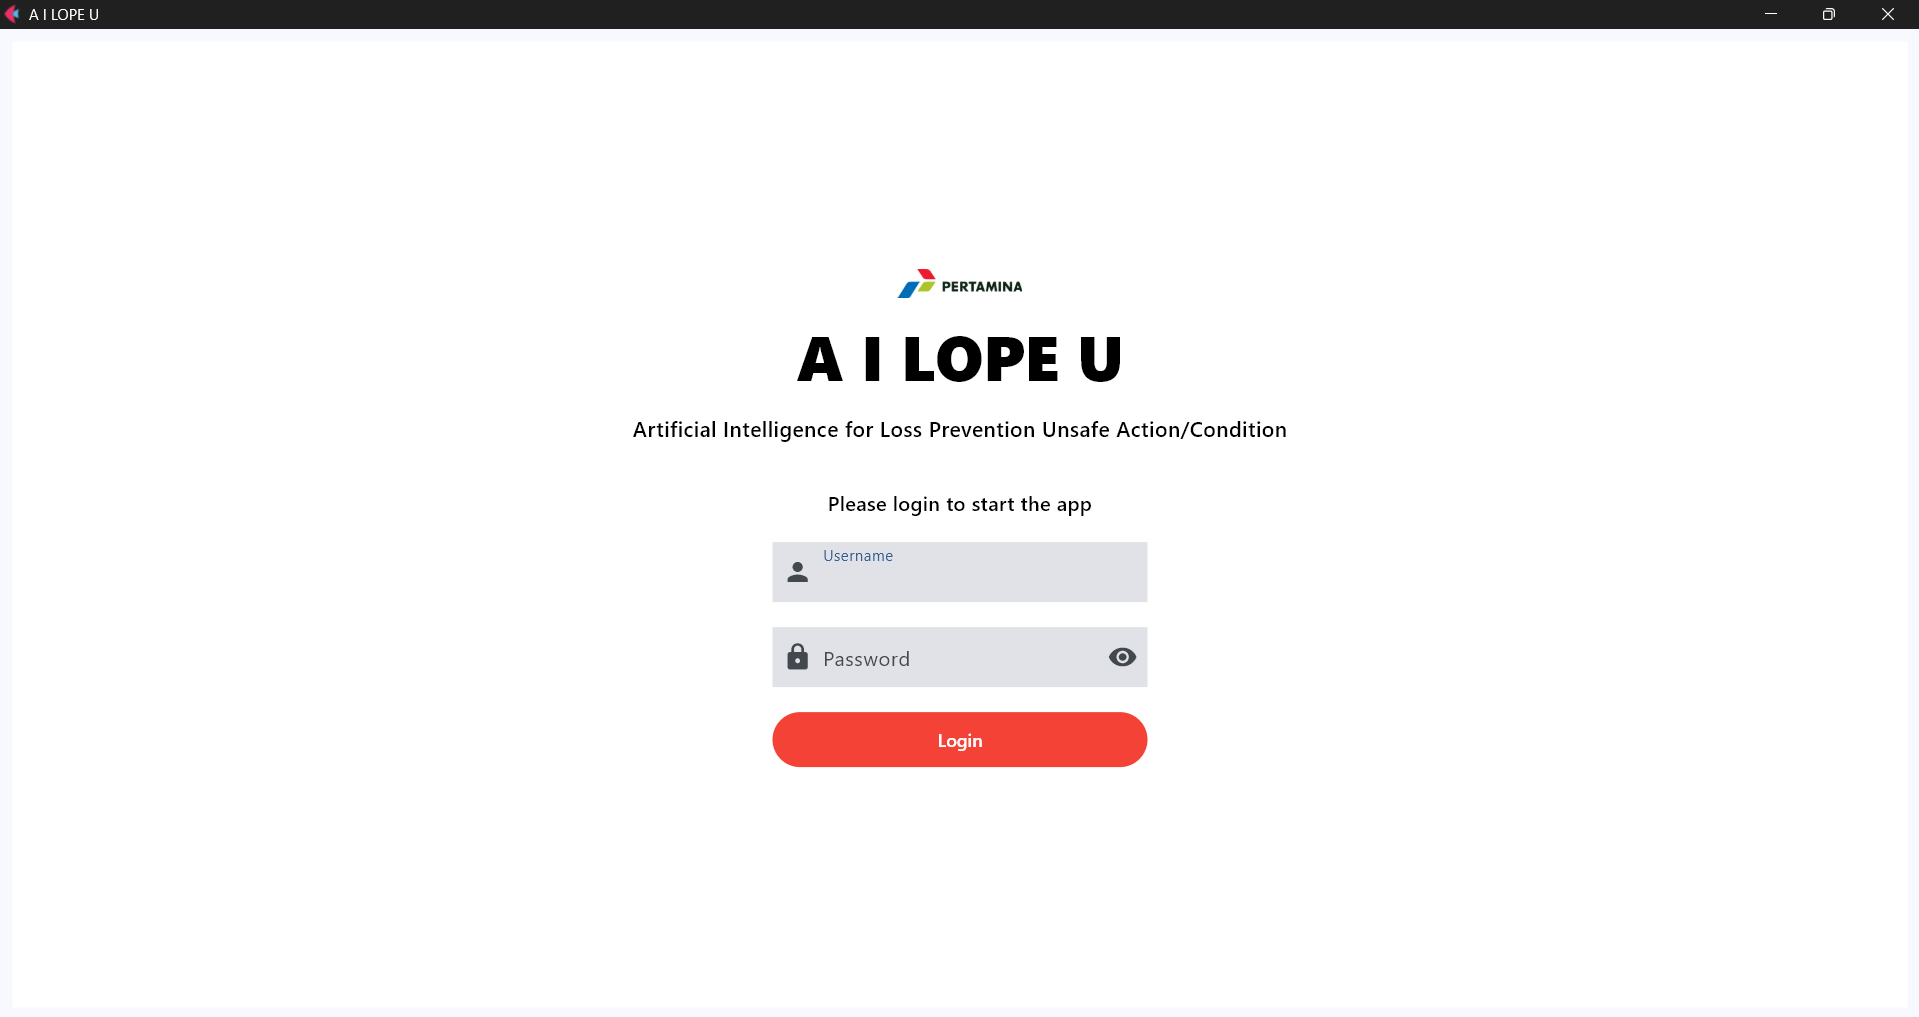 A I LOPE U
PERTAMINA
A I LOPE U
Artificial Intelligence for Loss Prevention Unsafe Action/Condition
Please login to start the app
Username
Password
Login